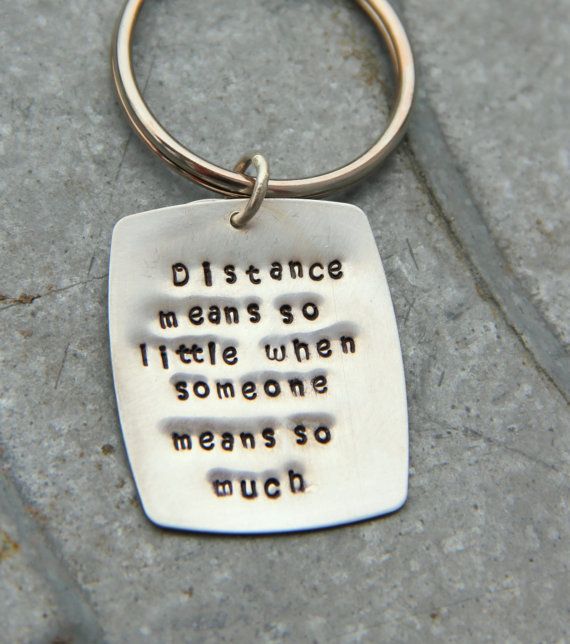 Distance
means so
little when
someone
means so
much